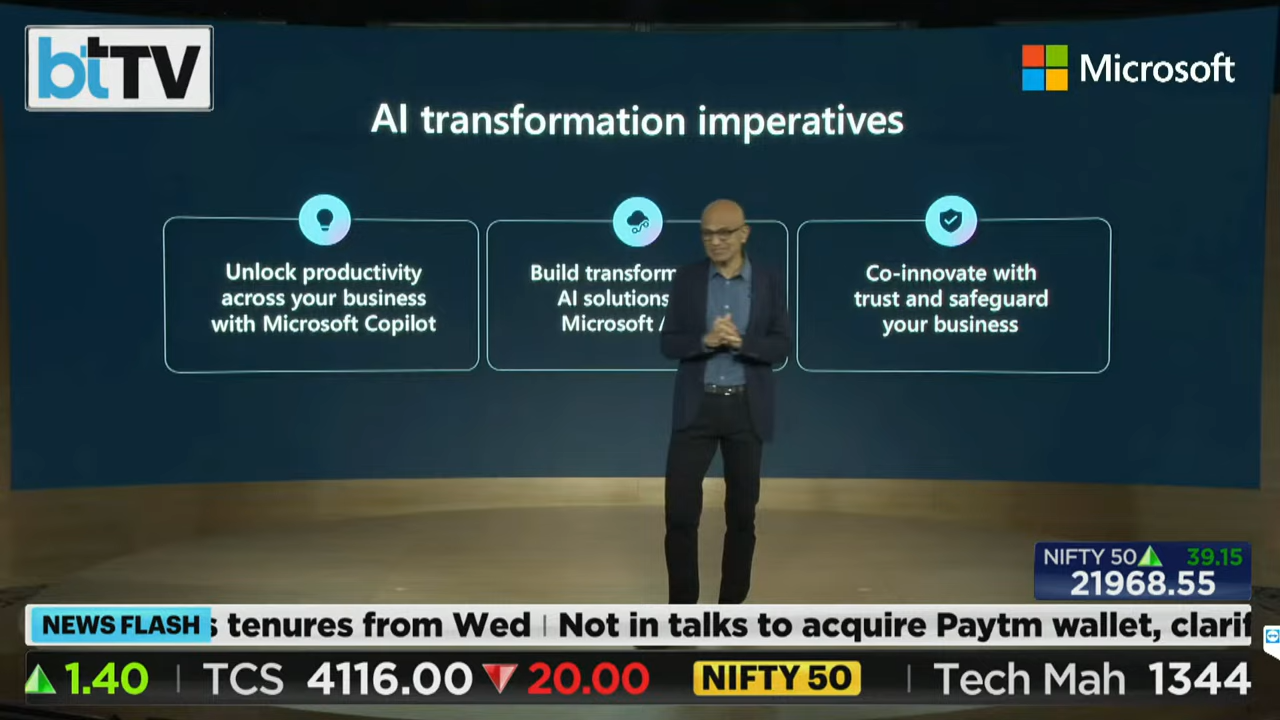 btTV
Microsoft
AI transformation imperatives
Unlock productivity
across your business
with Microsoft Copilot
Build transform
AI solutions
Microsoft
Co-innovate with
trust and safeguard
your business
NIFTY 50 39.15
21968.55
NEWS FLASH tenures from Wed | Not in talks to acquire Paytm wallet, clarif
1.40 | TCS 4116.00 20.00 NIFTY 50 | Tech Mah 1344